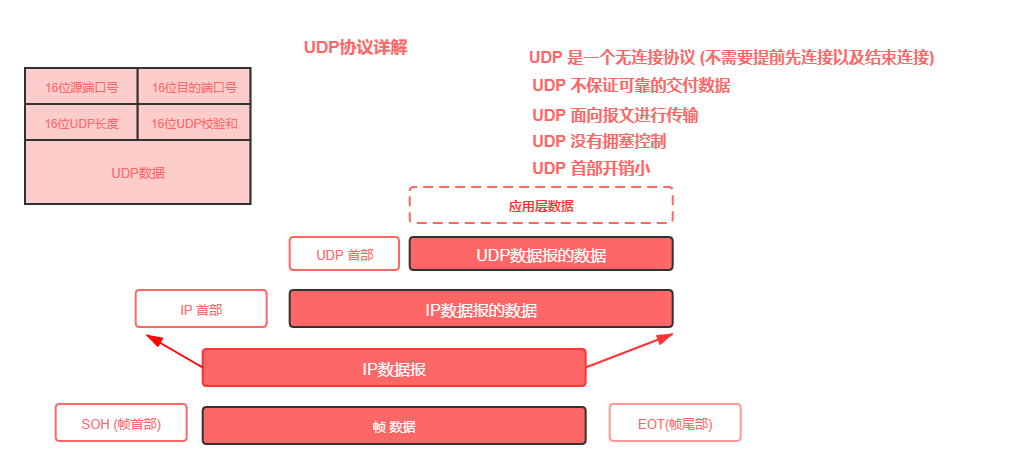 UDP协议详解
UDP 是一个无连接协议 (不需要提前先连接以及结束连接)
UDP 不保证可靠的交付数据
UDP 面向报文进行传输
UDP 没有拥塞控制
UDP 首部开销小
16位源端口号
16位目的端口号
16位UDP长度
16位UDP校验和
UDP数据
应用层数据
UDP 首部
UDP数据报的数据
IP 首部
IP数据报的数据
IP数据报
SOH (帧首部)
帧 数据
EOT(帧尾部)